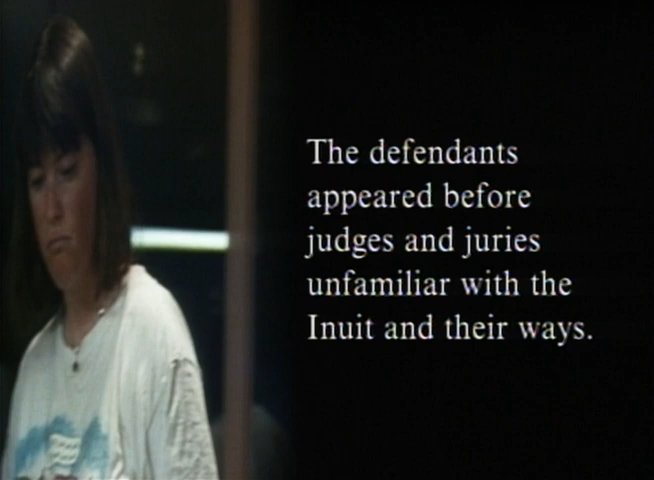 The defendants
appeared before
judges and juries
unfamiliar with the
Inuit and their ways.